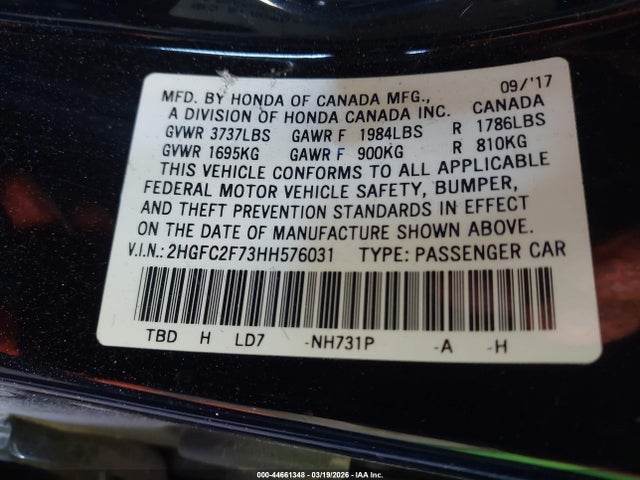 MFD. BY HONDA OF CANADA MFG., 09/'17
A DIVISION OF HONDA CANADA INC. CANADA
GVWR 3737LBS GAWR F 1984LBS R 1786LBS
GVWR 1695KG GAWR F 900KG R 810KG
THIS VEHICLE CONFORMS TO ALL APPLICABLE
FEDERAL MOTOR VEHICLE SAFETY, BUMPER,
AND THEFT PREVENTION STANDARDS IN EFFECT
ON THE DATE OF MANUFACTURE SHOWN ABOVE.
V.I.N.: 2HGFC2F73HH576031 TYPE: PASSENGER CAR
TBD H LD7 -NH731P -A -H
000-44661348 | 03/19/2026 - IAA Inc.